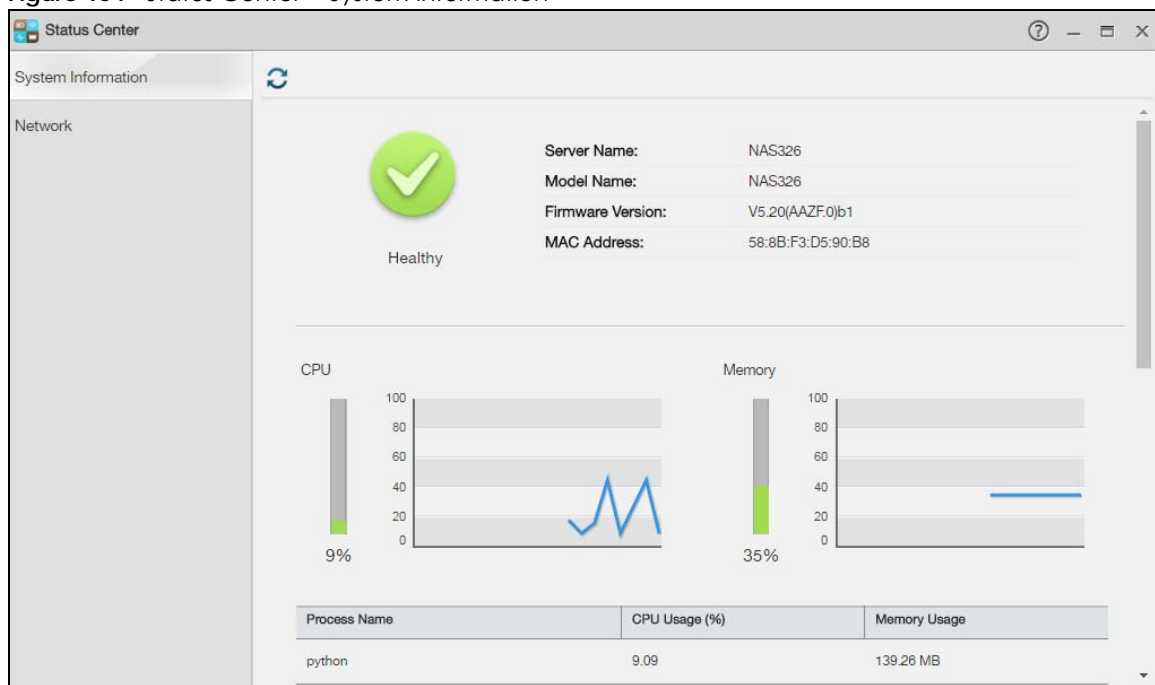 Status Center
System Information
Network
Server Name: NAS326
Model Name: NAS326
Firmware Version: V5.20(AAZF.0)b1
MAC Address: 58:8B:F3:D5:90:B8
Healthy
CPU
100
80
60
40
20
0
9%
Memory
100
80
60
40
20
0
35%
Process Name CPU Usage (%) Memory Usage
python 9.09 139.26 MB